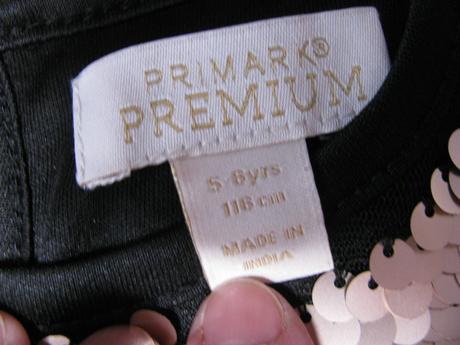 PRIMARK®
PREMIUM
5-6yrs
116 cm
MADE IN
INDIA